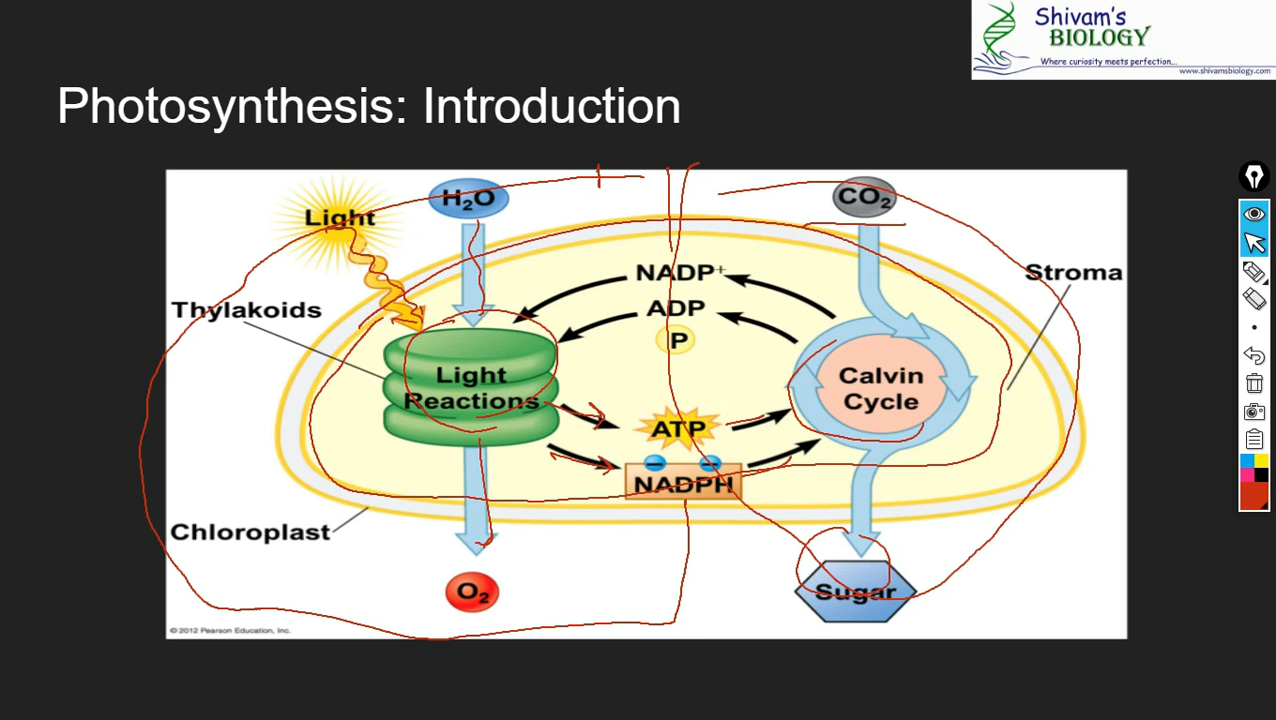 Shivam's
BIOLOGY
Where curiosity meets perfection...
www.shivamsbiology.com
Photosynthesis: Introduction
Light
H₂O
CO₂
NADP⁺
Stroma
Thylakoids
ADP
P
Light
Reactions
Calvin
Cycle
ATP
NADPH
Chloroplast
O₂
Sugar
© 2012 Pearson Education, Inc.